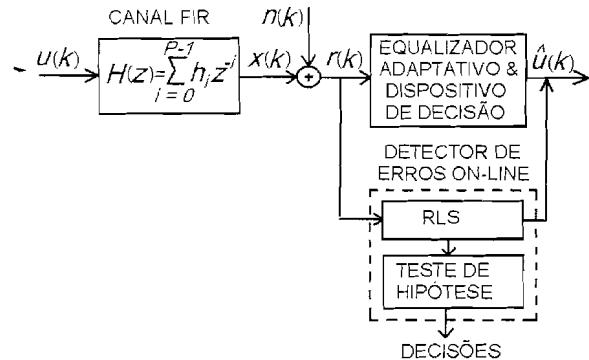 CANAL FIR
n(k)
u(k)
H(z)=∑ h_i z^-i
P-1
i = 0
x(k)
+
r(k)
EQUALIZADOR
ADAPTATIVO &
DISPOSITIVO
DE DECISÃO
û(k)
DETECTOR DE
ERROS ON-LINE
RLS
TESTE DE
HIPÓTESE
DECISÕES